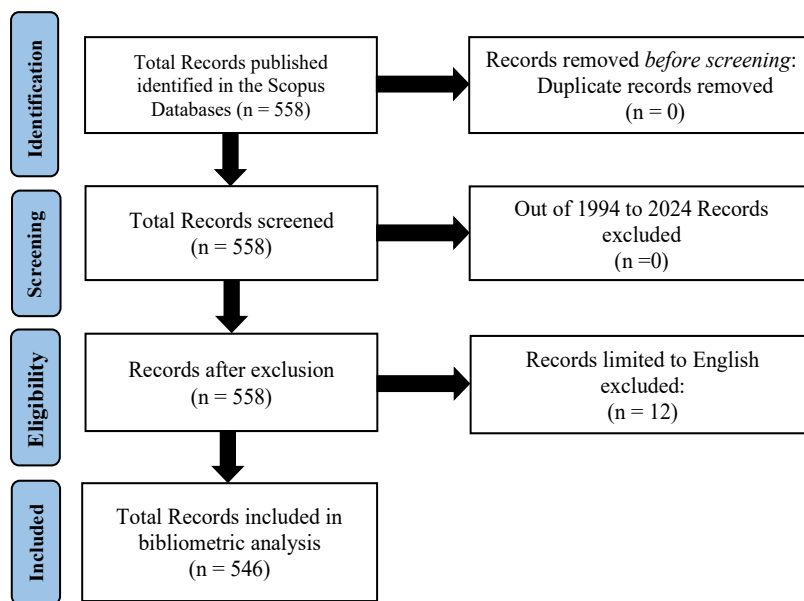 Identification
Total Records published
identified in the Scopus
Databases (n = 558)
Records removed before screening:
Duplicate records removed
(n = 0)
Screening
Total Records screened
(n = 558)
Out of 1994 to 2024 Records
excluded
(n =0)
Eligibility
Records after exclusion
(n = 558)
Records limited to English
excluded:
(n = 12)
Included
Total Records included in
bibliometric analysis
(n = 546)